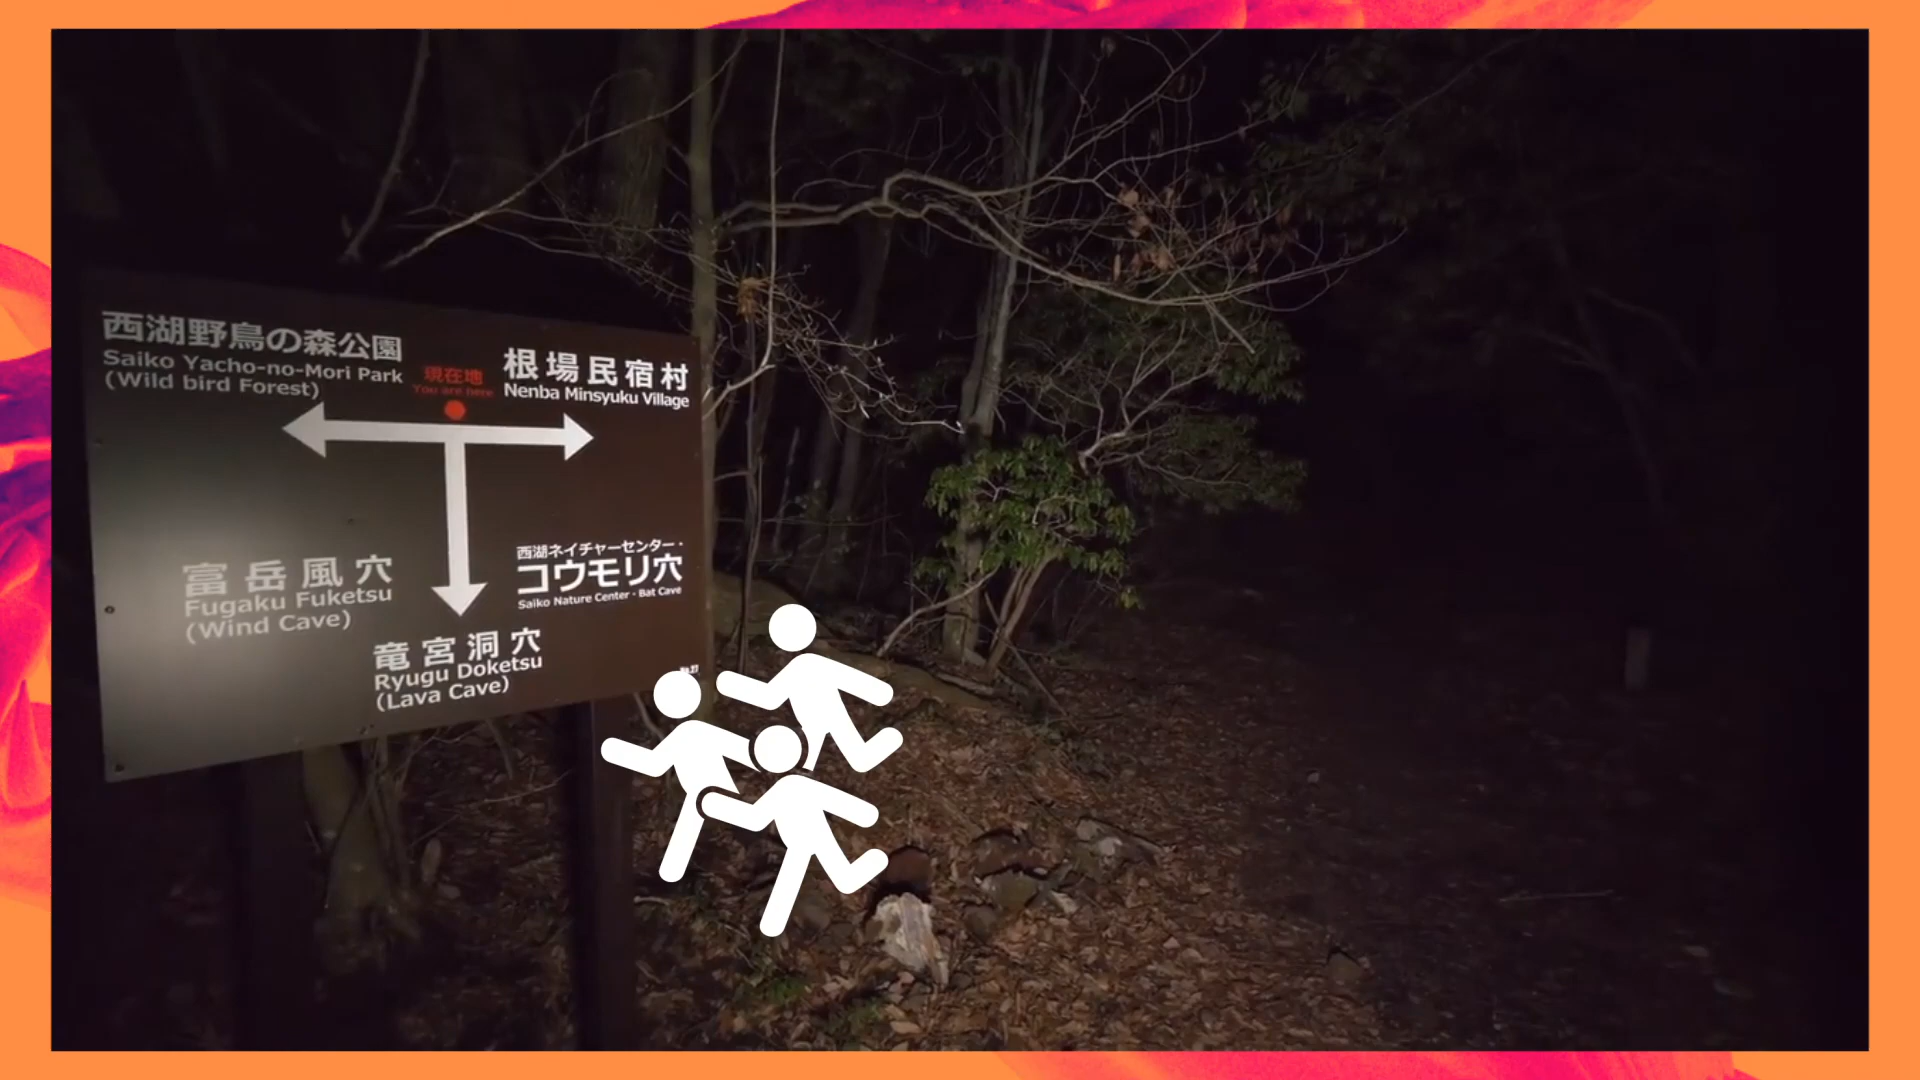 西湖野鳥の森公園
Saiko Yacho-no-Mori Park
(Wild bird Forest)
現在地
You are here
根場民宿村
Nenba Minsyuku Village
富岳風穴
Fugaku Fuketsu
(Wind Cave)
西湖ネイチャーセンター・
コウモリ穴
Saiko Nature Center・Bat Cave
竜宮洞穴
Ryugu Doketsu
(Lava Cave)